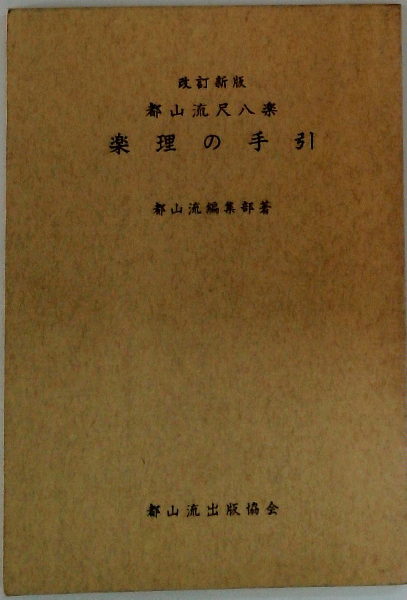 改訂新版
都山流尺八楽
楽理の手引
都山流編集部著
都山流出版協会